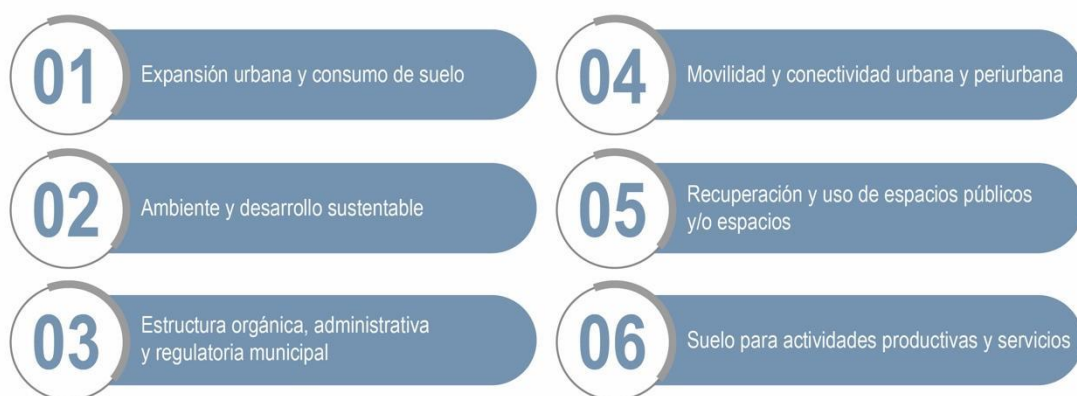 01
Expansión urbana y consumo de suelo
02
Ambiente y desarrollo sustentable
03
Estructura orgánica, administrativa
y regulatoria municipal
04
Movilidad y conectividad urbana y periurbana
05
Recuperación y uso de espacios públicos
y/o espacios
06
Suelo para actividades productivas y servicios